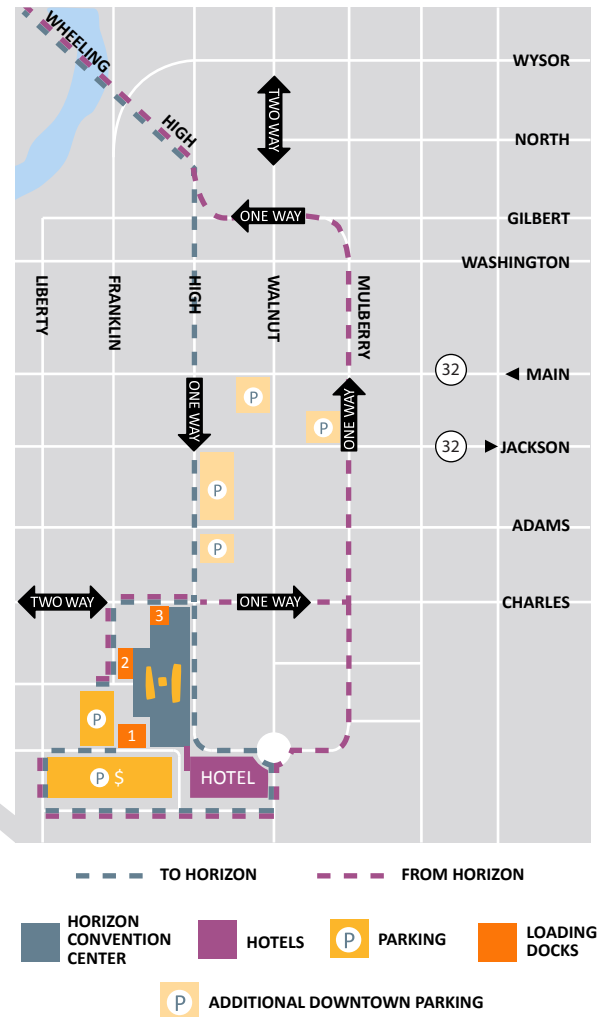 WHEELING
WYSOR
HIGH
TWO WAY
NORTH
ONE WAY
GILBERT
WASHINGTON
LIBERTY
FRANKLIN
HIGH
WALNUT
MULBERRY
32
MAIN
ONE WAY
P
ONE WAY
P
32
JACKSON
P
ADAMS
P
TWO WAY
ONE WAY
CHARLES
3
2
P
1
P $
HOTEL
TO HORIZON
FROM HORIZON
HORIZON
CONVENTION
CENTER
HOTELS
P
PARKING
LOADING
DOCKS
P
ADDITIONAL DOWNTOWN PARKING